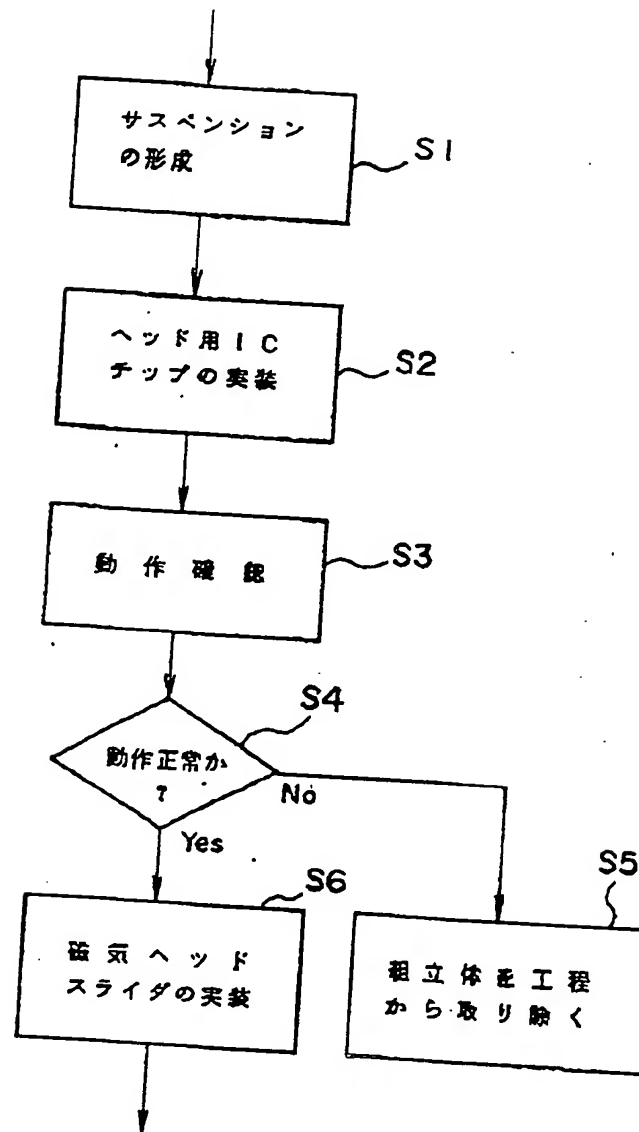 サスペンション
の形成
S1
ヘッド用IC
チップの実装
S2
動作確認
S3
S4
動作正常か
?
No
Yes
S6
磁気ヘッド
スライダの実装
S5
組立体を工程
から取り除く